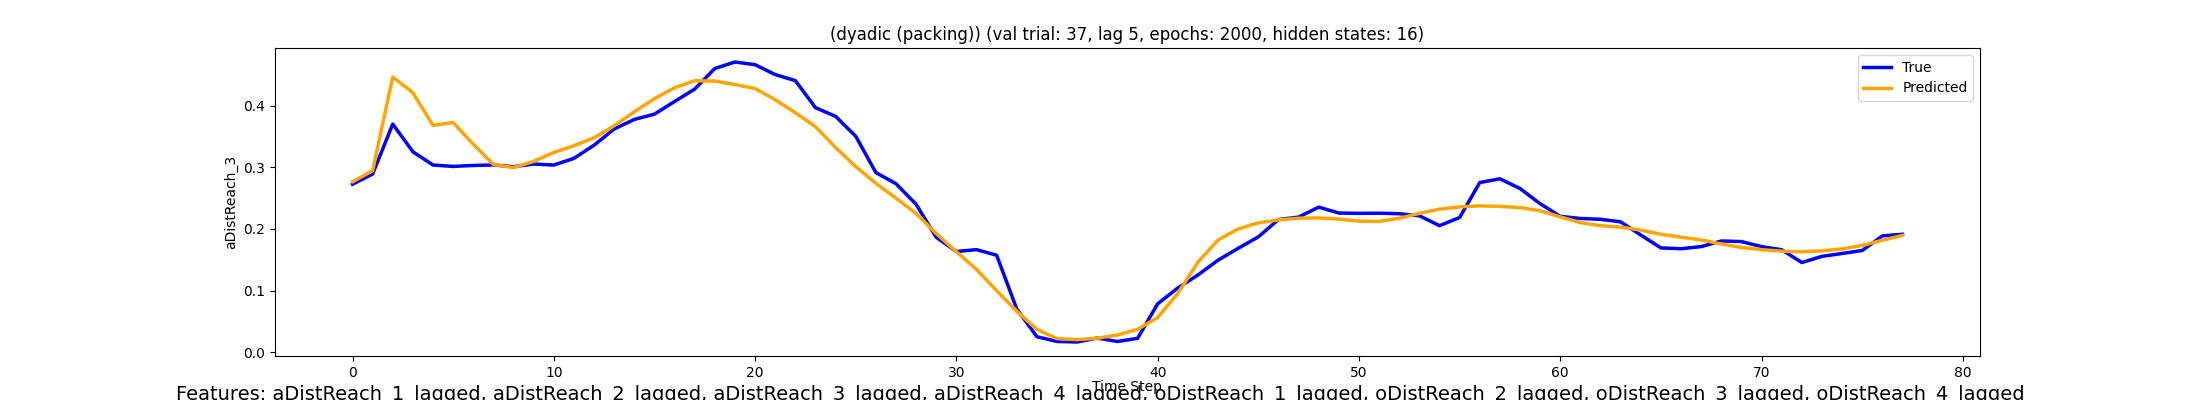 (dyadic (packing)) (val trial: 37, lag 5, epochs: 2000, hidden states: 16)
True
Predicted
aDistReach_3
0.4
0.3
0.2
0.1
0.0
0 10 20 30 40 50 60 70 80
Time Step
Features: aDistReach_1_lagged, aDistReach_2_lagged, aDistReach_3_lagged, aDistReach_4_lagged, oDistReach_1_lagged, oDistReach_2_lagged, oDistReach_3_lagged, oDistReach_4_lagged